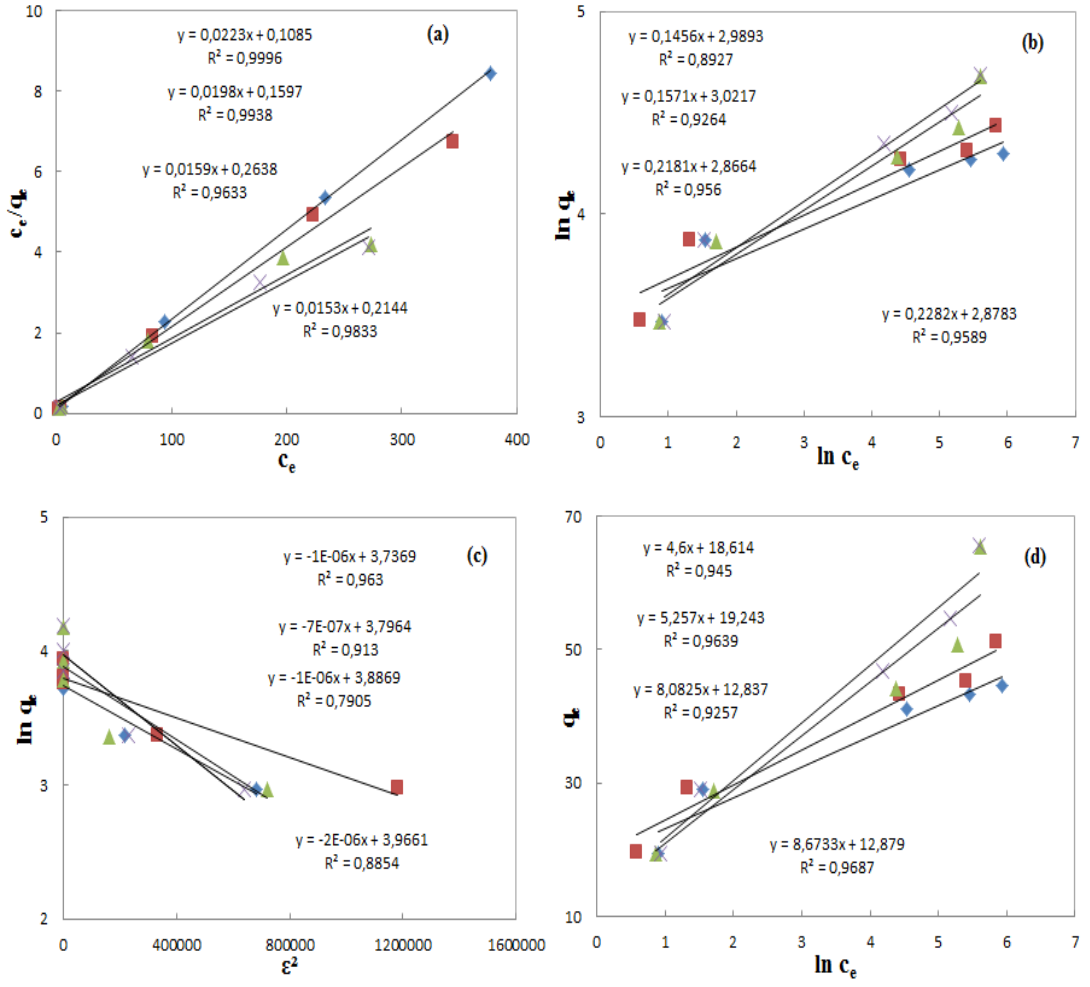 (a)
y = 0,0223x + 0,1085
R² = 0,9996
y = 0,0198x + 0,1597
R² = 0,9938
y = 0,0159x + 0,2638
R² = 0,9633
y = 0,0153x + 0,2144
R² = 0,9833
10
8
6
4
2
0
cₑ/qₑ
0 100 200 300 400
cₑ
(b)
y = 0,1456x + 2,9893
R² = 0,8927
y = 0,1571x + 3,0217
R² = 0,9264
y = 0,2181x + 2,8664
R² = 0,956
y = 0,2282x + 2,8783
R² = 0,9589
5
4
3
ln qₑ
0 1 2 3 4 5 6 7
ln cₑ
(c)
y = -1E-06x + 3,7369
R² = 0,963
y = -7E-07x + 3,7964
R² = 0,913
y = -1E-06x + 3,8869
R² = 0,7905
y = -2E-06x + 3,9661
R² = 0,8854
5
4
3
2
ln qₑ
0 400000 800000 1200000 1600000
ε²
(d)
y = 4,6x + 18,614
R² = 0,945
y = 5,257x + 19,243
R² = 0,9639
y = 8,0825x + 12,837
R² = 0,9257
y = 8,6733x + 12,879
R² = 0,9687
70
50
30
10
qₑ
0 1 2 3 4 5 6 7
ln cₑ